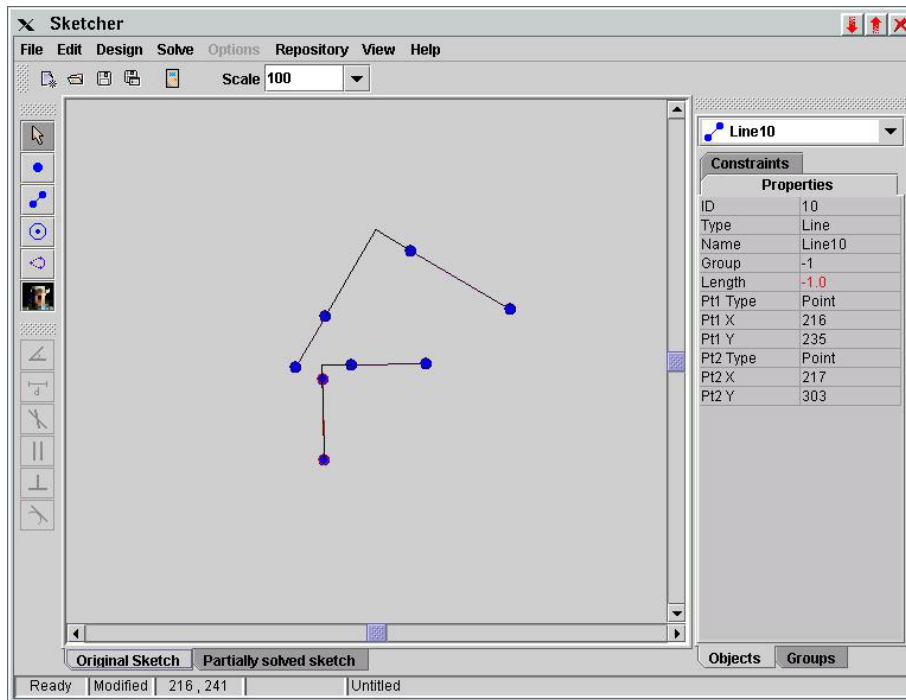 Sketcher
File Edit Design Solve Options Repository View Help
Scale 100
Line10
Constraints
Properties
ID 10
Type Line
Name Line10
Group -1
Length -1.0
Pt1 Type Point
Pt1 X 216
Pt1 Y 235
Pt2 Type Point
Pt2 X 217
Pt2 Y 303
Original Sketch Partially solved sketch
Objects Groups
Ready Modified 216 , 241 Untitled